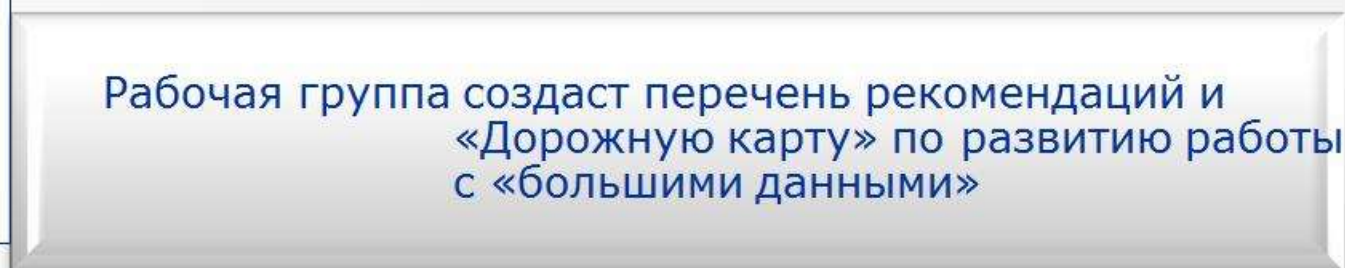 Рабочая группа создаст перечень рекомендаций и
«Дорожную карту» по развитию работы
с «большими данными»